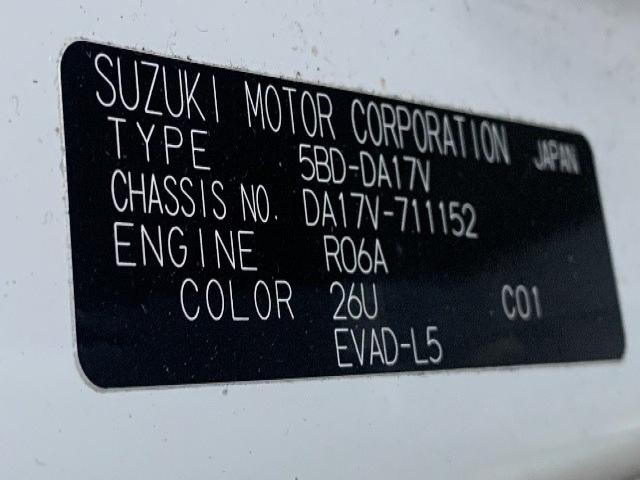 SUZUKI MOTOR CORPORATION JAPAN
TYPE 5BD-DA17V
CHASSIS NO. DA17V-711152
ENGINE R06A
COLOR 26U C01
EVAD-L5